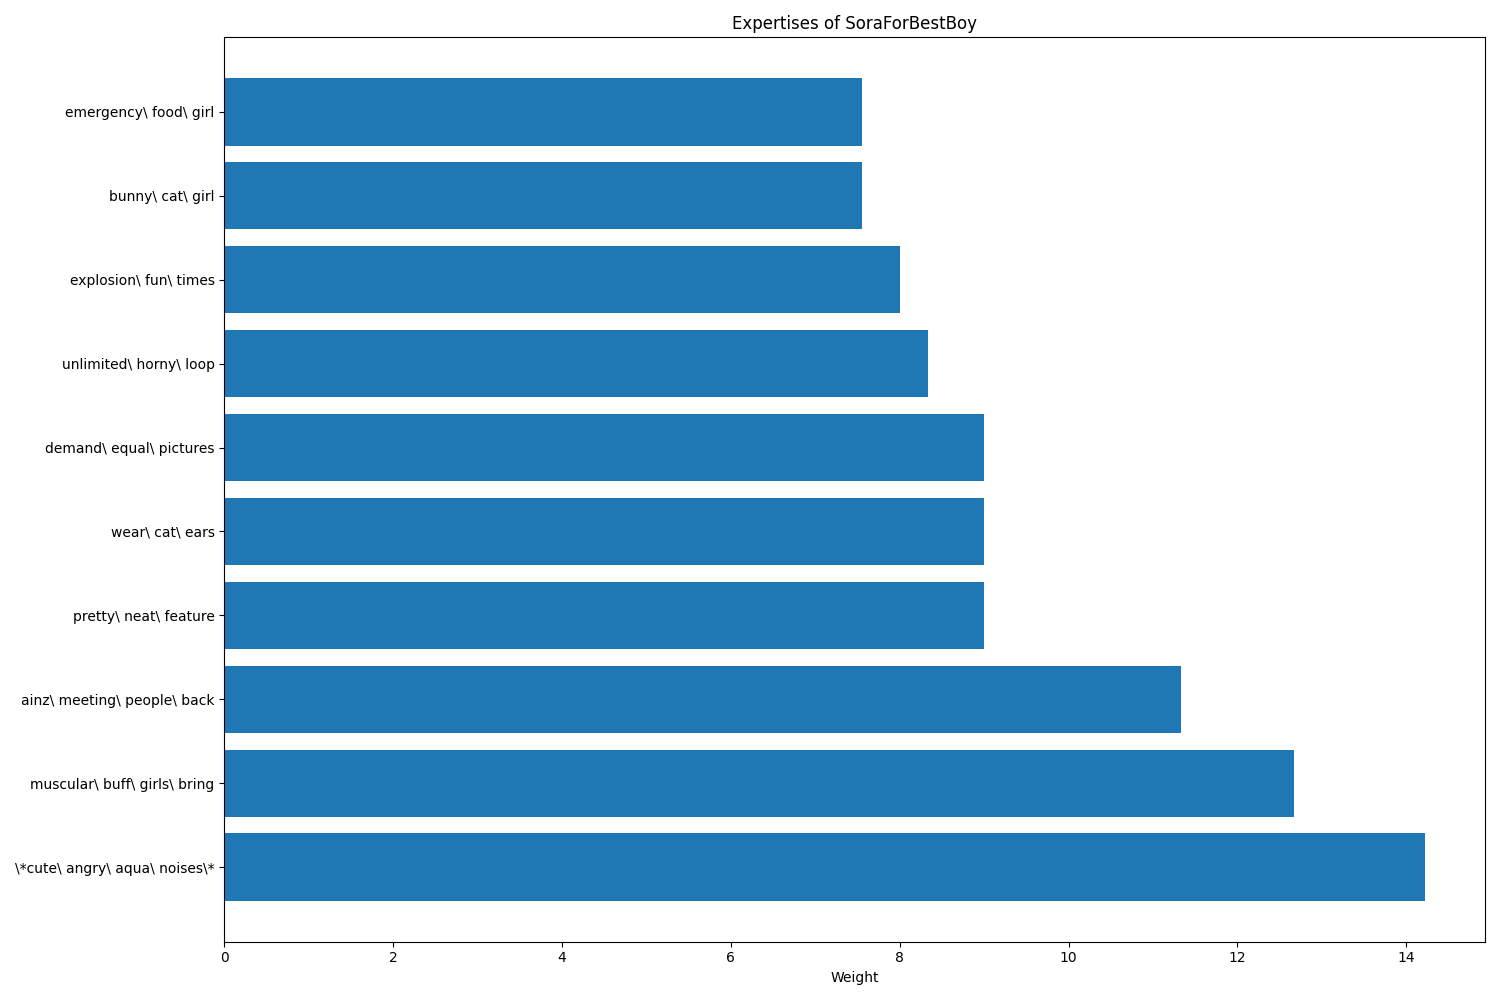 Expertises of SoraForBestBoy
emergency\ food\ girl
bunny\ cat\ girl
explosion\ fun\ times
unlimited\ horny\ loop
demand\ equal\ pictures
wear\ cat\ ears
pretty\ neat\ feature
ainz\ meeting\ people\ back
muscular\ buff\ girls\ bring
\*cute\ angry\ aqua\ noises\*
0 2 4 6 8 10 12 14
Weight